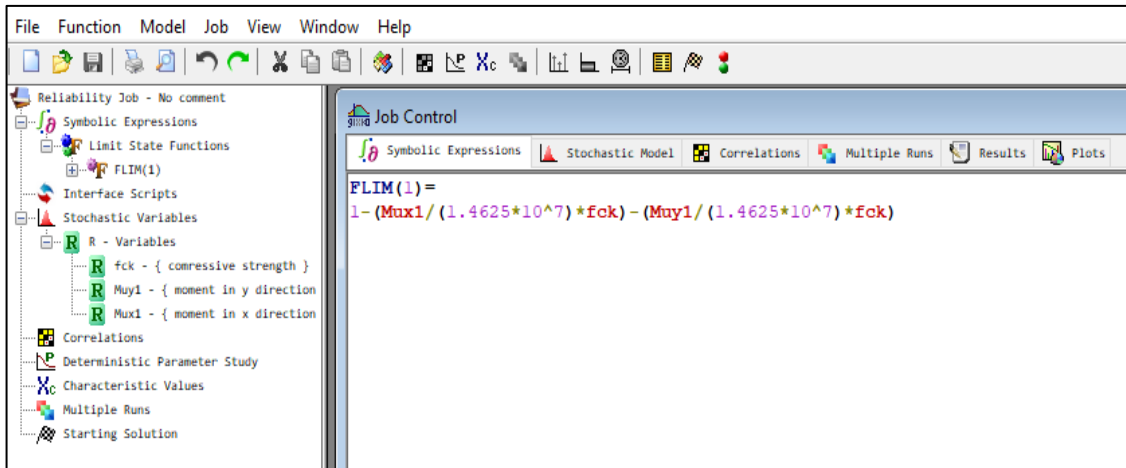 File Function Model Job View Window Help
Reliability Job - No comment
Symbolic Expressions
Limit State Functions
FLIM(1)
Interface Scripts
Stochastic Variables
R - Variables
fck - { comressive strength }
Muy1 - { moment in y direction
Mux1 - { moment in x direction
Correlations
Deterministic Parameter Study
Characteristic Values
Multiple Runs
Starting Solution
Job Control
Symbolic Expressions Stochastic Model Correlations Multiple Runs Results Plots
FLIM(1)=
1-(Mux1/(1.4625*10^7)*fck)-(Muy1/(1.4625*10^7)*fck)